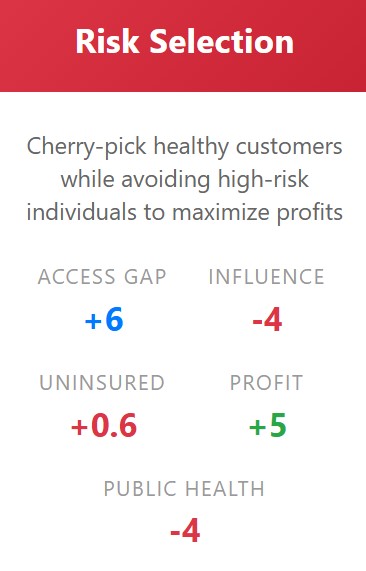 Risk Selection
Cherry-pick healthy customers
while avoiding high-risk
individuals to maximize profits
ACCESS GAP INFLUENCE
+6 -4
UNINSURED PROFIT
+0.6 +5
PUBLIC HEALTH
-4